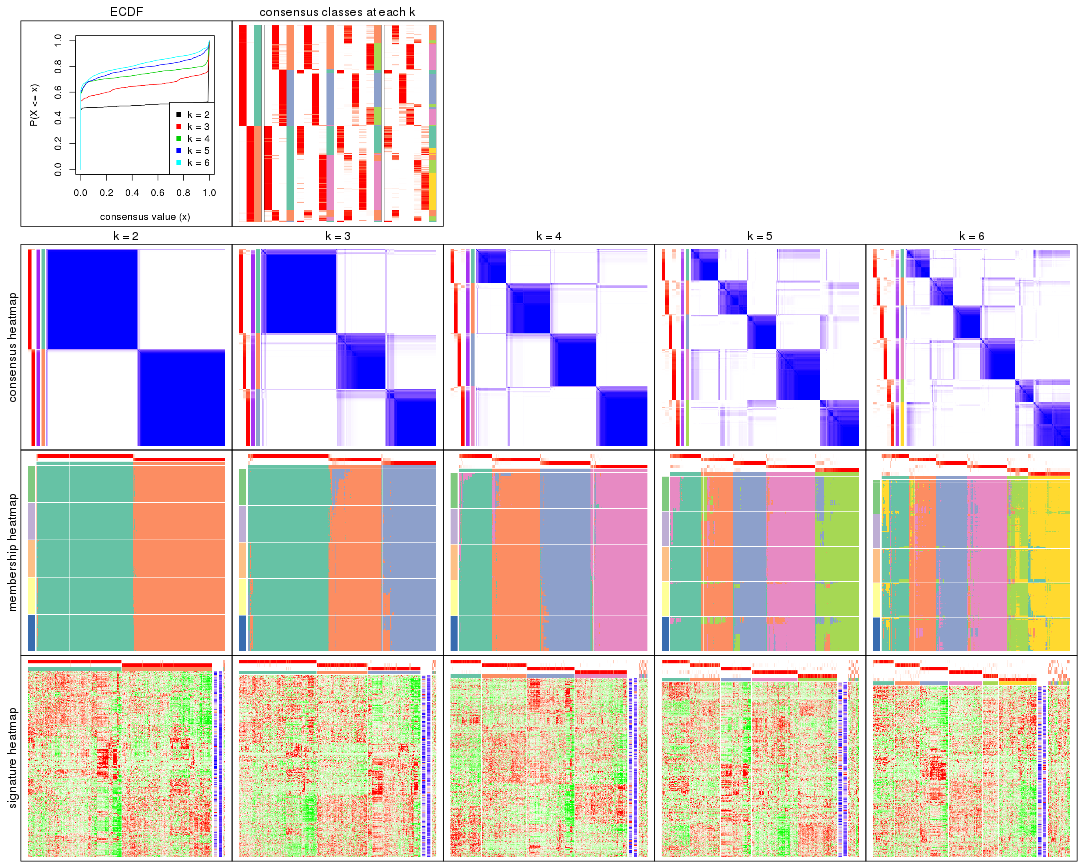 ECDF
consensus classes at each k
P(X <= x)
1.0
0.8
0.6
0.4
0.2
0.0
k = 2
k = 3
k = 4
k = 5
k = 6
0.0 0.2 0.4 0.6 0.8 1.0
consensus value (x)
k = 2
k = 3
k = 4
k = 5
k = 6
consensus heatmap
membership heatmap
signature heatmap